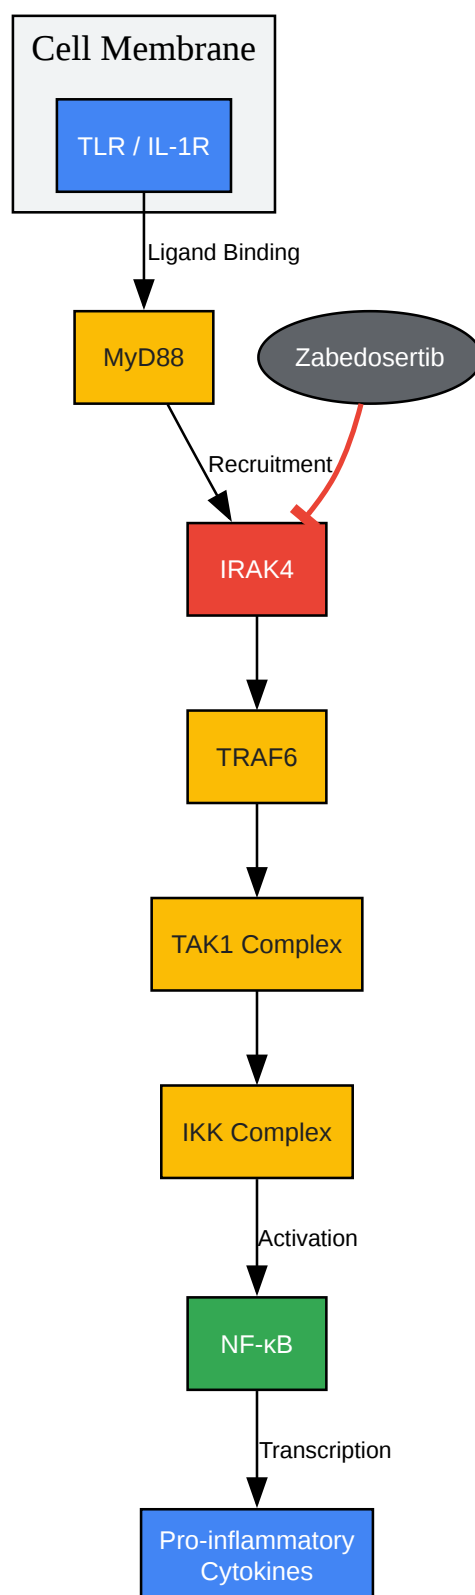 Cell Membrane
TLR / IL-1R
Ligand Binding
MyD88
Zabedosertib
Recruitment
IRAK4
TRAF6
TAK1 Complex
IKK Complex
Activation
NF-κB
Transcription
Pro-inflammatory
Cytokines